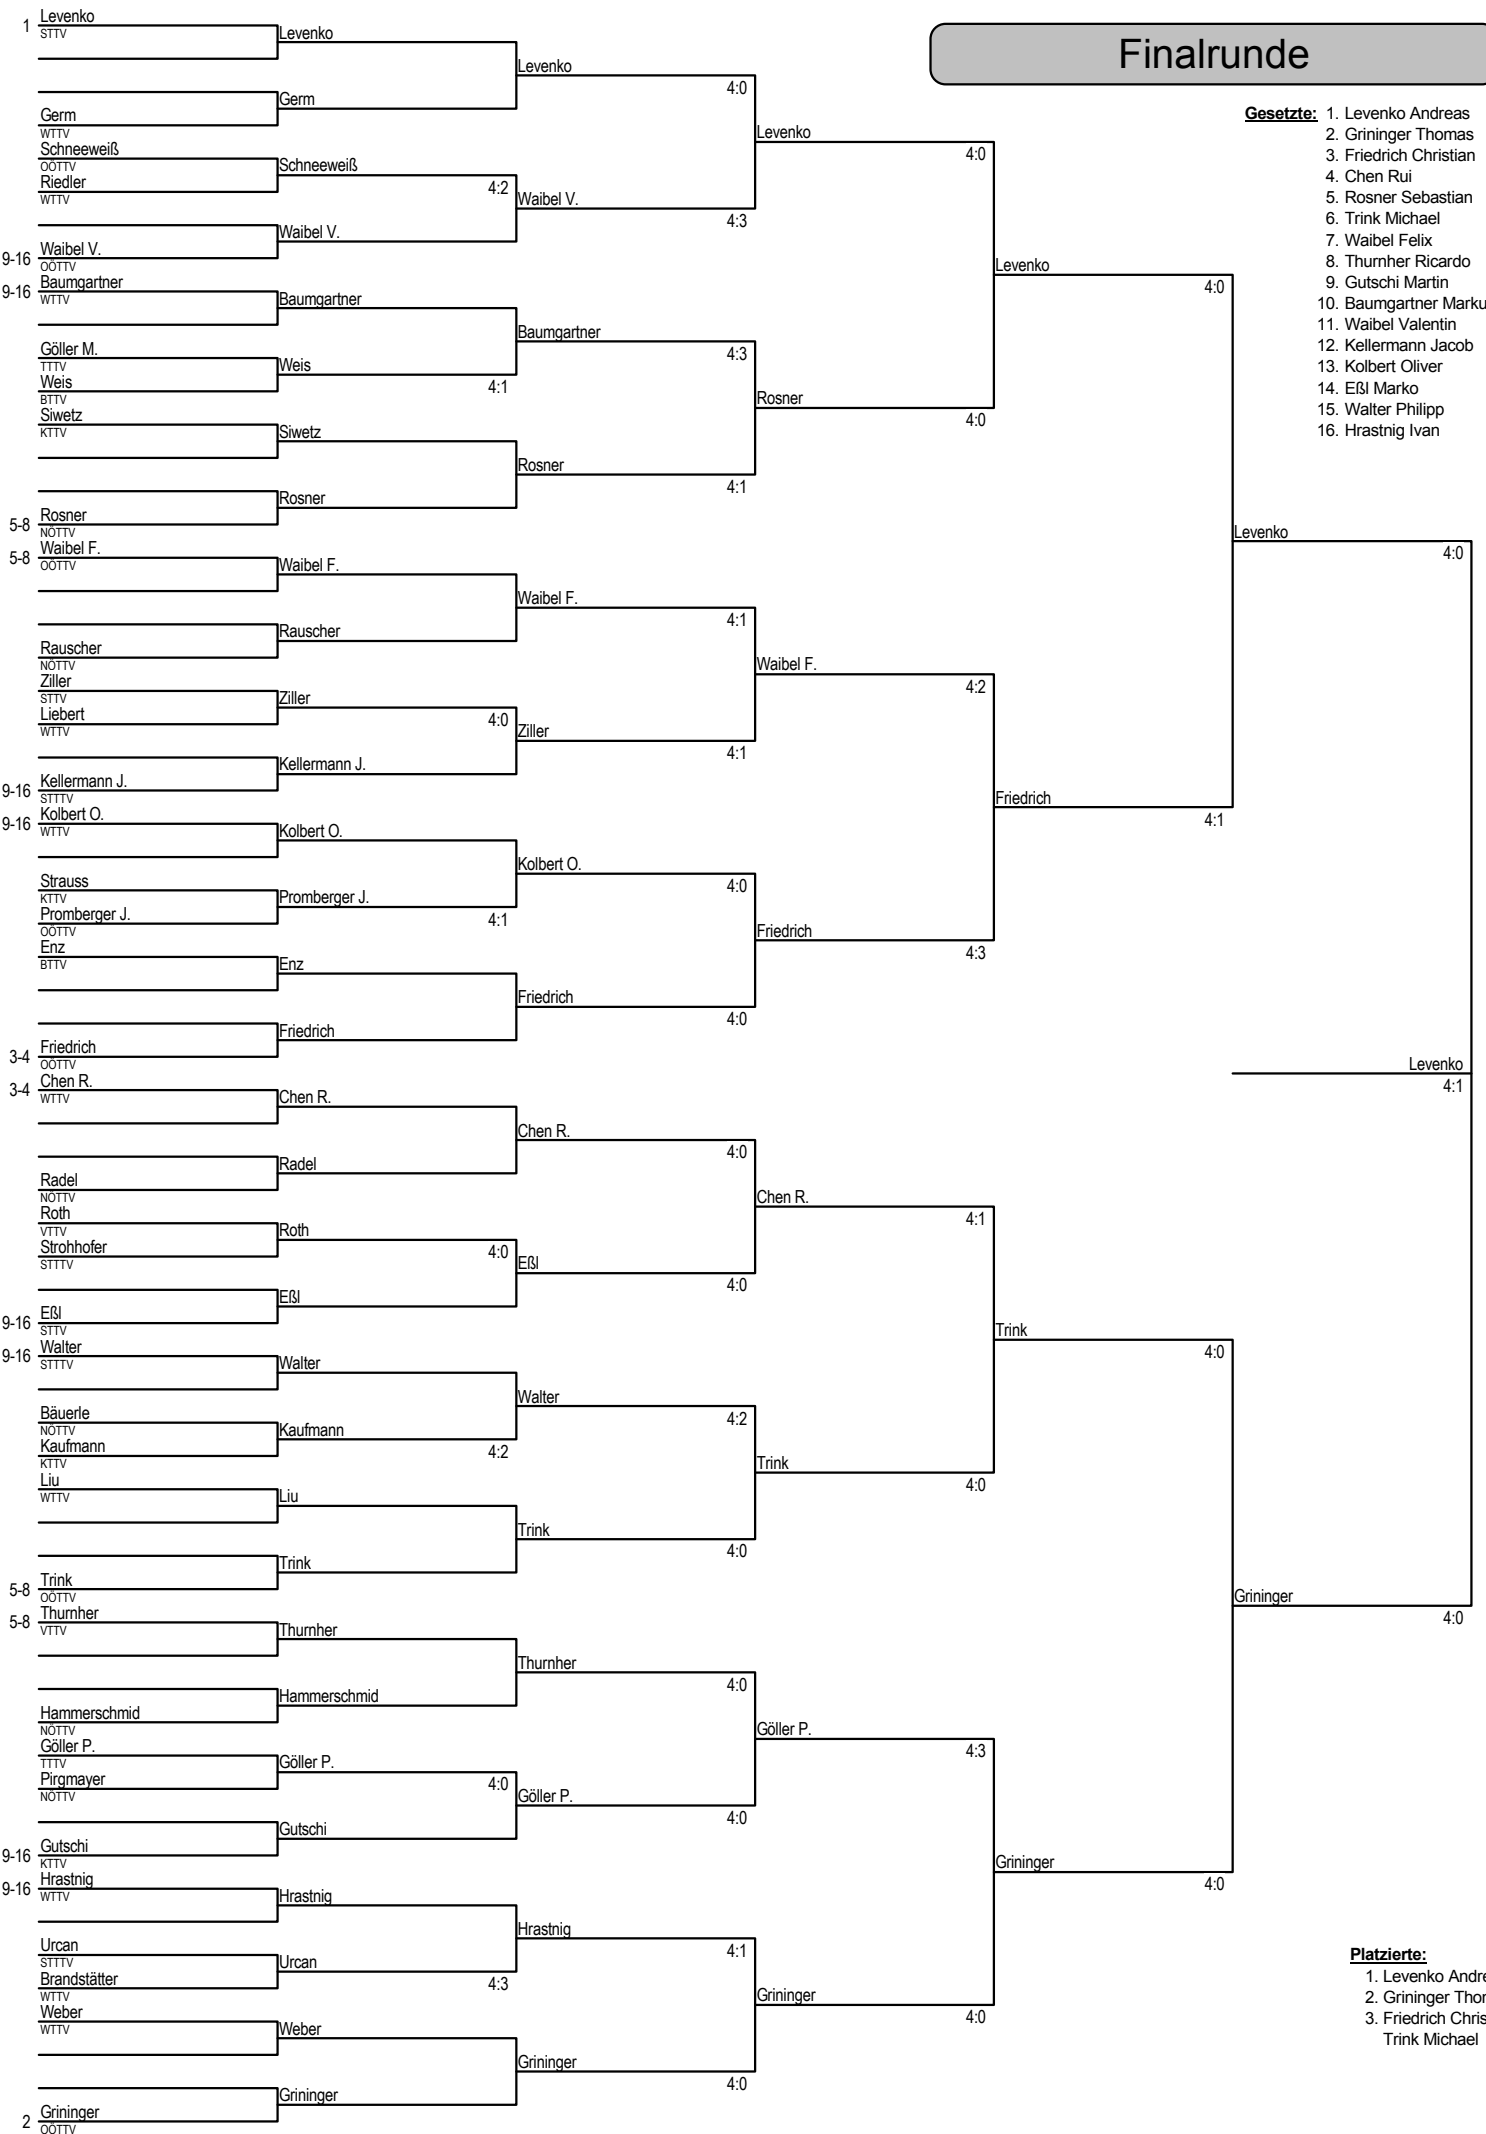 Finalrunde
Gesetzte: 1. Levenko Andreas
2. Grininger Thomas
3. Friedrich Christian
4. Chen Rui
5. Rosner Sebastian
6. Trink Michael
7. Waibel Felix
8. Thurnher Ricardo
9. Gutschi Martin
10. Baumgartner Marku
11. Waibel Valentin
12. Kellermann Jacob
13. Kolbert Oliver
14. Eßl Marko
15. Walter Philipp
16. Hrastnig Ivan
1 Levenko
STTV
Germ
WTTV
Schneeweiß
OÖTTV
Riedler
WTTV
9-16 Waibel V.
OÖTTV
9-16 Baumgartner
WTTV
Göller M.
TTTV
Weis
BTTV
Siwetz
KTTV
5-8 Rosner
NÖTTV
5-8 Waibel F.
OÖTTV
Rauscher
NÖTTV
Ziller
STTV
Liebert
WTTV
9-16 Kellermann J.
STTTV
9-16 Kolbert O.
WTTV
Strauss
KTTV
Promberger J.
OÖTTV
Enz
BTTV
3-4 Friedrich
OÖTTV
3-4 Chen R.
WTTV
Radel
NÖTTV
Roth
VTTV
Strohhofer
STTTV
9-16 Eßl
STTV
9-16 Walter
STTTV
Bäuerle
NÖTTV
Kaufmann
KTTV
Liu
WTTV
5-8 Trink
OÖTTV
5-8 Thurnher
VTTV
Hammerschmid
NÖTTV
Göller P.
TTTV
Pirgmayer
NÖTTV
9-16 Gutschi
KTTV
9-16 Hrastnig
WTTV
Urcan
STTTV
Brandstätter
WTTV
Weber
WTTV
2 Grininger
OÖTTV
Levenko
Germ
Schneeweiß
4:2
Waibel V.
Baumgartner
Weis
4:1
Siwetz
Rosner
Waibel F.
Rauscher
Ziller
4:0
Kellermann J.
Kolbert O.
Promberger J.
4:1
Enz
Friedrich
Chen R.
Radel
Roth
4:0
Eßl
Walter
Kaufmann
4:2
Liu
Trink
Thurnher
Hammerschmid
Göller P.
4:0
Gutschi
Hrastnig
Urcan
4:3
Weber
Grininger
Levenko
4:0
Waibel V.
4:3
Baumgartner
4:3
Rosner
4:1
Waibel F.
4:1
Ziller
4:1
Kolbert O.
4:0
Friedrich
4:0
Chen R.
4:0
Eßl
4:0
Walter
4:2
Trink
4:0
Thurnher
4:0
Göller P.
4:0
Hrastnig
4:1
Grininger
4:0
Levenko
4:0
Rosner
4:0
Waibel F.
4:2
Friedrich
4:3
Chen R.
4:1
Trink
4:0
Göller P.
4:3
Grininger
4:0
Levenko
4:0
Friedrich
4:1
Trink
4:0
Grininger
4:0
Levenko
4:0
Grininger
4:0
Levenko
4:1
Platzierte:
1. Levenko Andre
2. Grininger Thor
3. Friedrich Chris
Trink Michael